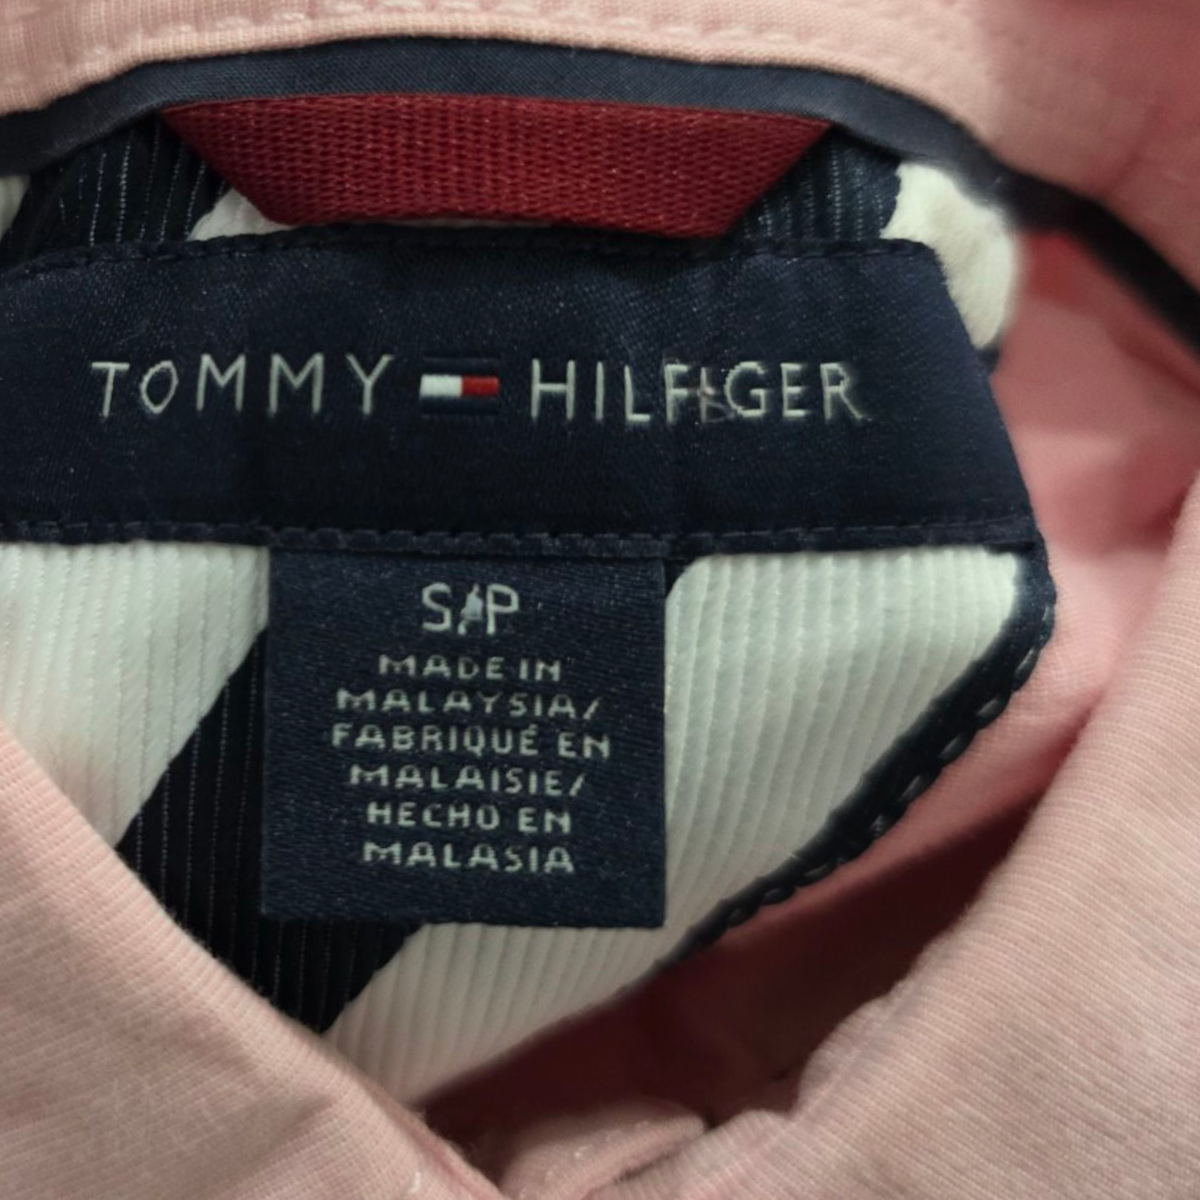 TOMMY HILFIGER
S/P
MADE IN
MALAYSIA/
FABRIQUÉ EN
MALAISIE/
HECHO EN
MALASIA